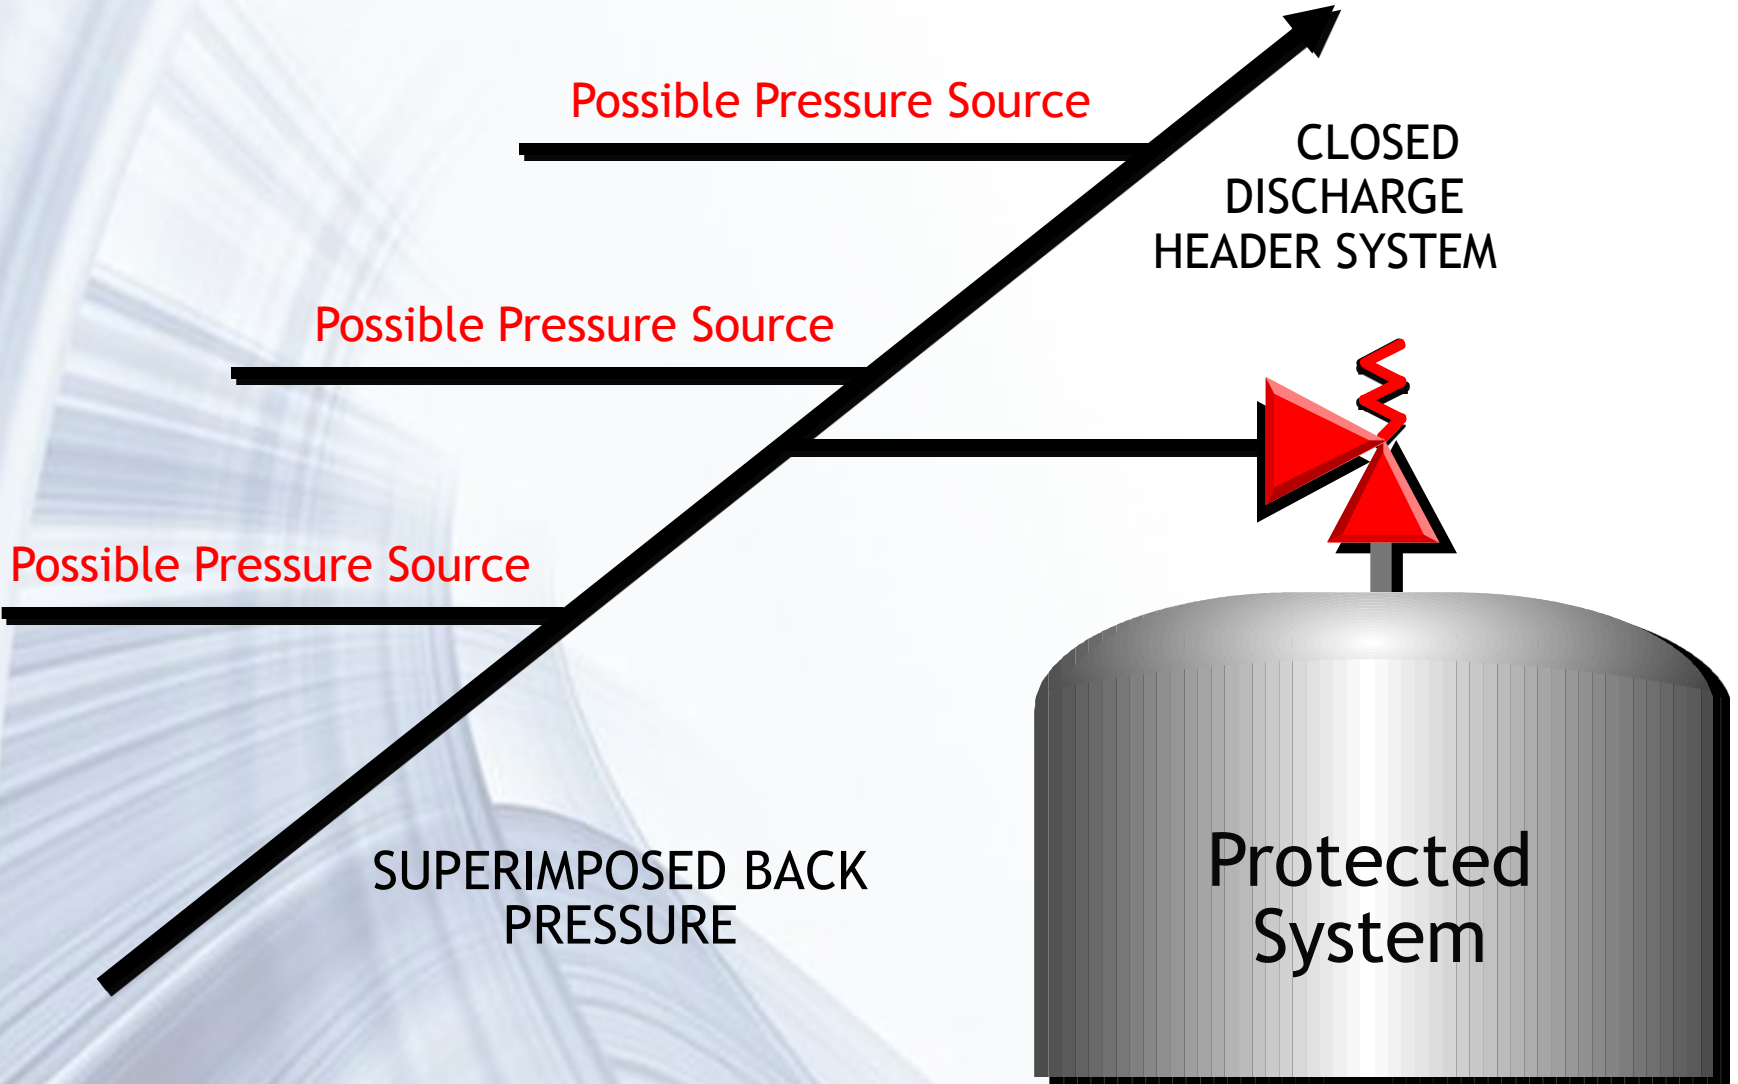 Possible Pressure Source
CLOSED
DISCHARGE
HEADER SYSTEM
Possible Pressure Source
Possible Pressure Source
SUPERIMPOSED BACK
PRESSURE
Protected
System